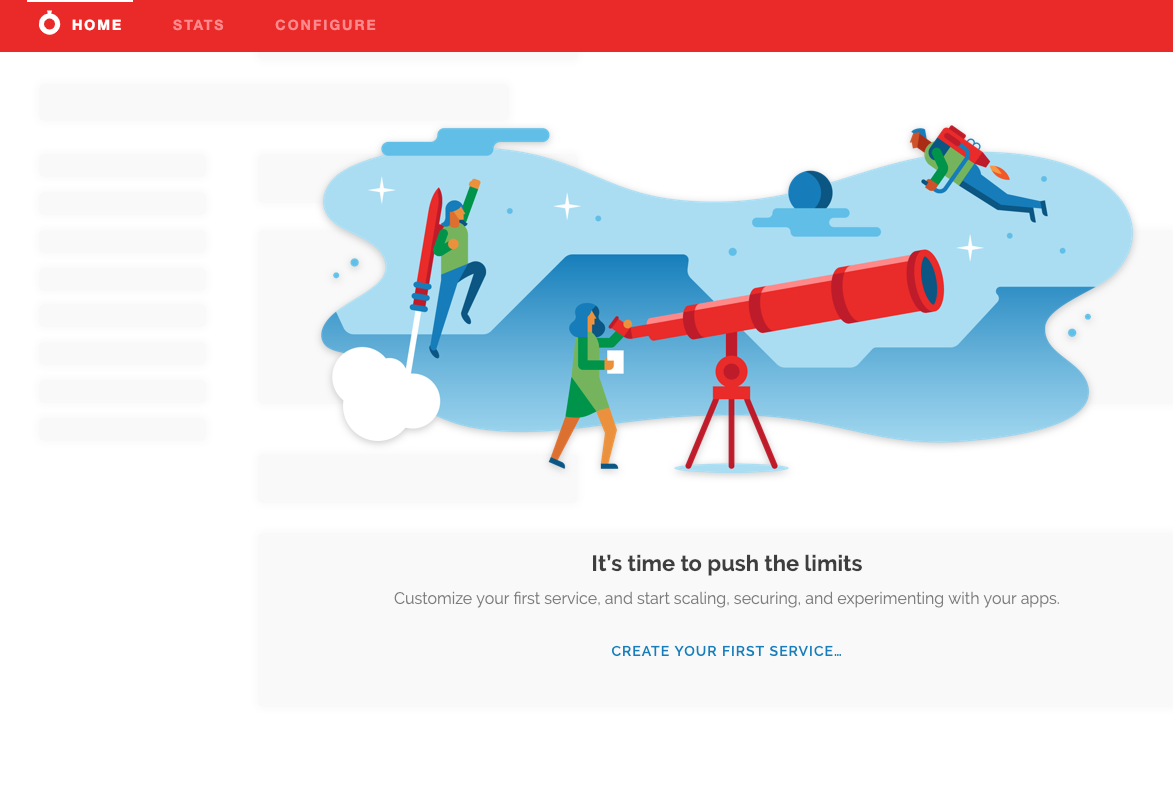 HOME STATS CONFIGURE
It's time to push the limits
Customize your first service, and start scaling, securing, and experimenting with your apps.
CREATE YOUR FIRST SERVICE…